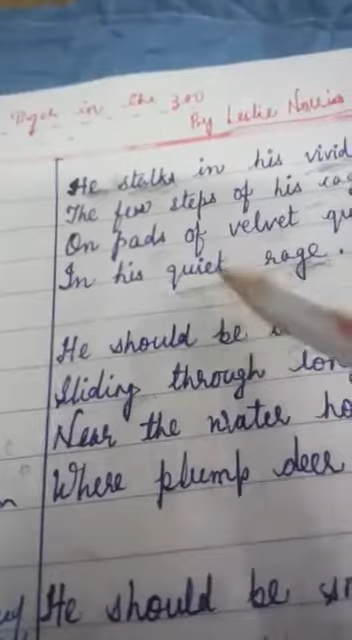 in the zoo
By Leslie Norris
He stalks in his vivid
The few steps of his
On pads of velvet
In his quiet rage.
He should be
Sliding through
Near the water
Where plump deer
He should be